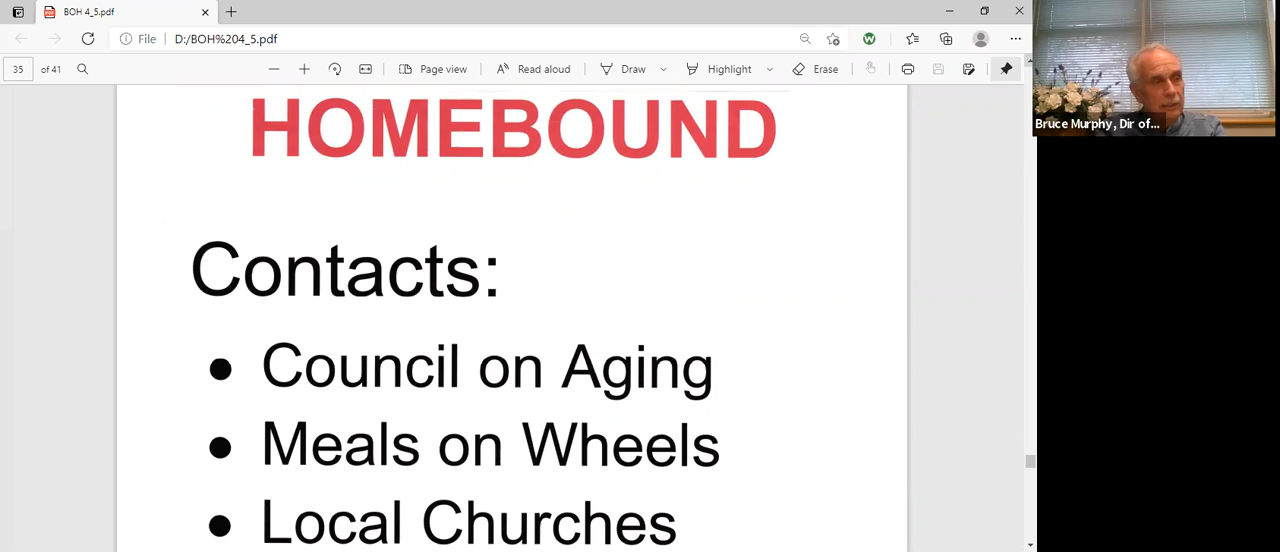 BOH 4_5.pdf
File
D:/BOH%204_5.pdf
35 of 41
Page view
Read aloud
Draw
Highlight
Erase
Bruce Murphy, Dir of...
HOMEBOUND
Contacts:
• Council on Aging
• Meals on Wheels
• Local Churches